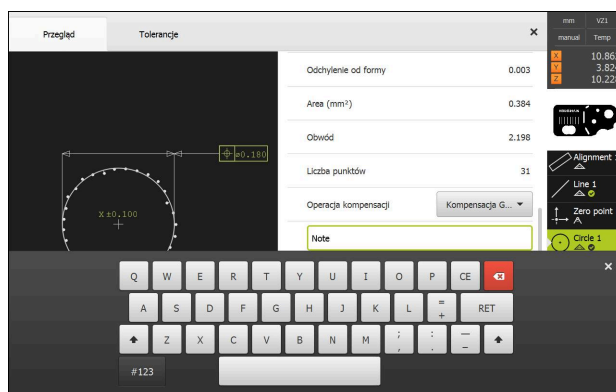 Przegląd Tolerancje ×
mm VZ1
manual Temp
Odchylenie od formy 0.003
X 10.86
Y 3.82
Z 10.228
Area (mm²) 0.384
Obwód 2.198
⌖ ⌀0.180
Liczba punktów 31
Alignment
X ±0.100
Operacja kompensacji Kompensacja G... ▼
Line 1
Zero point
Note
Circle 1
×
Q W E R T Y U I O P CE
A S D F G H J K L = + RET
Z X C V B N M ; , : . — _
#123